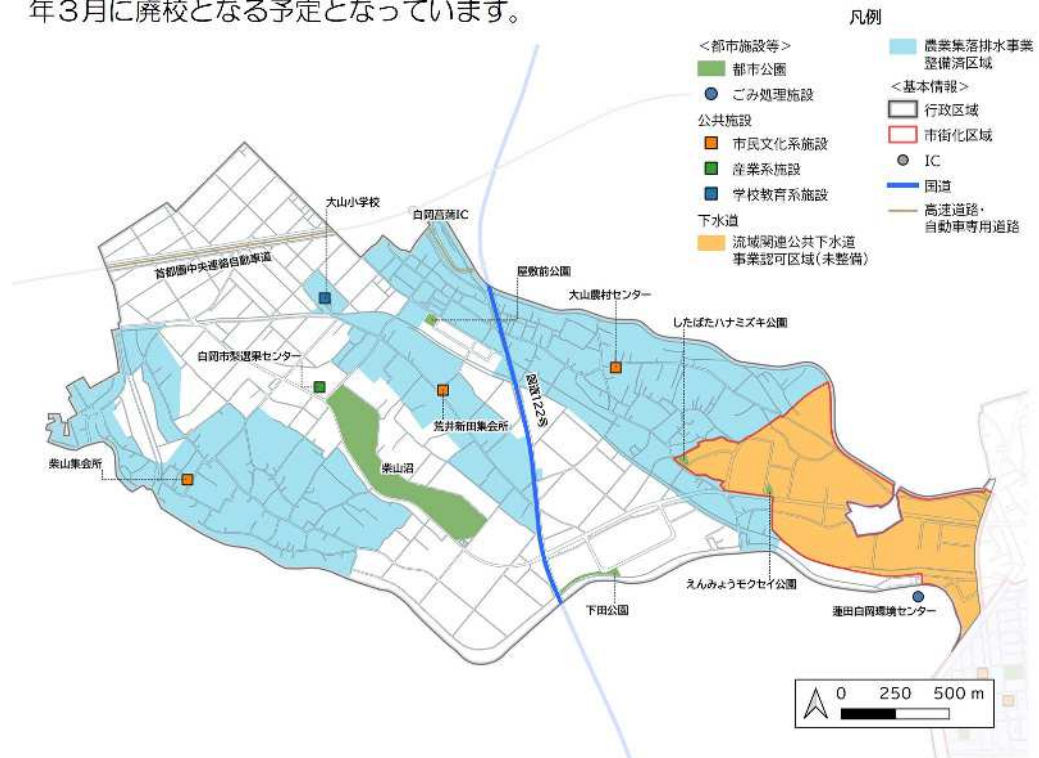 年3月に廃校となる予定となっています。
凡例
＜都市施設等＞
都市公園
ごみ処理施設
公共施設
市民文化系施設
産業系施設
学校教育系施設
下水道
流域関連公共下水道
事業認可区域(未整備)
農業集落排水事業
整備済区域
＜基本情報＞
行政区域
市街化区域
IC
国道
高速道路・
自動車専用道路
大山小学校
白岡菖蒲IC
首都圏中央連絡自動車道
屋敷前公園
大山農村センター
したばたハナミズキ公園
白岡市梨選果センター
国道122号
荒井新田集会所
柴山沼
柴山集会所
えんみょうモクセイ公園
下田公園
蓮田白岡環境センター
0 250 500 m